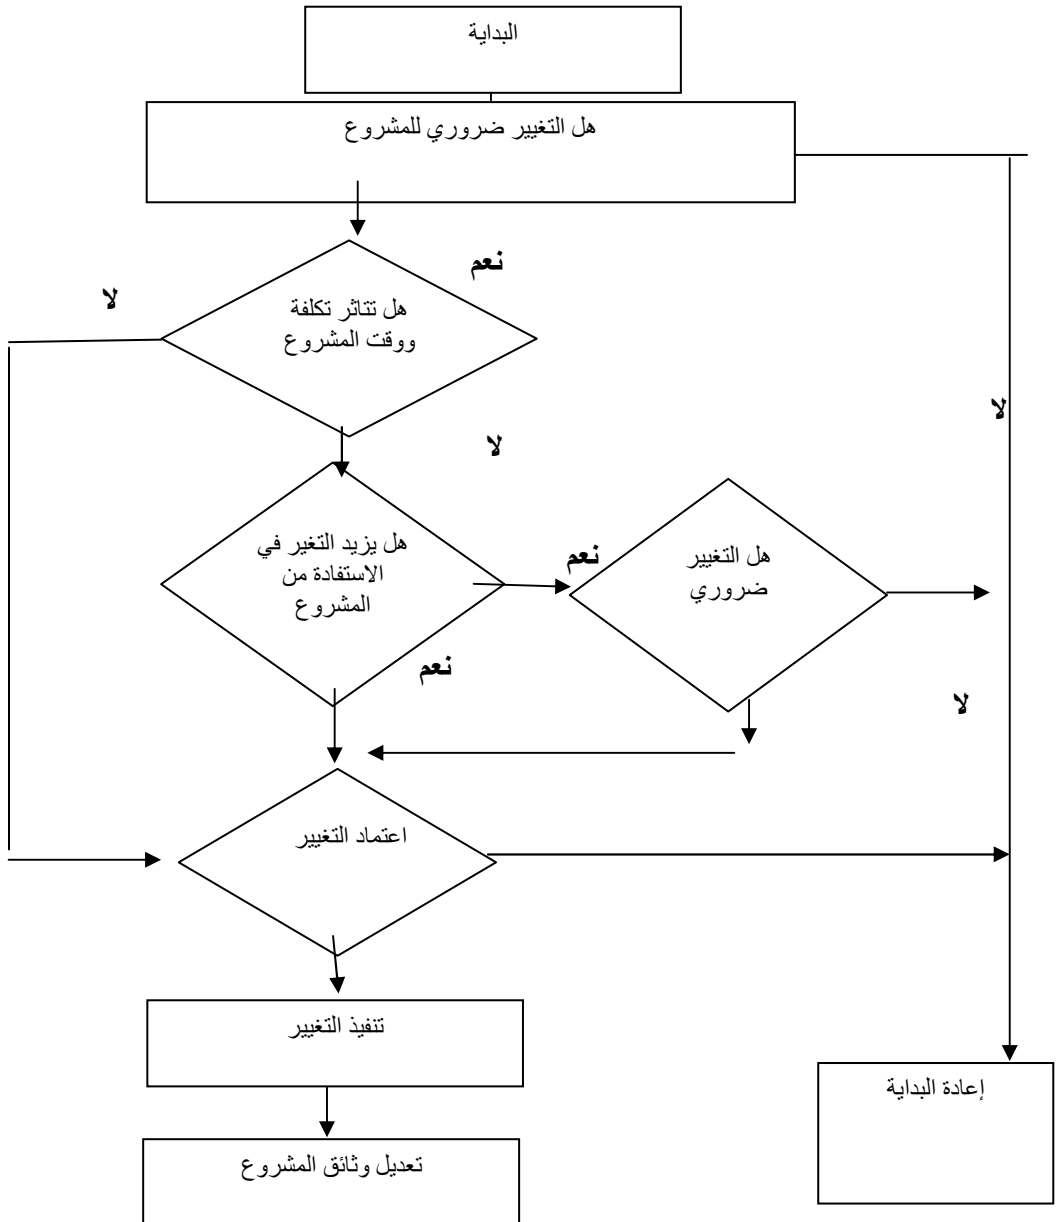 البداية
هل التغيير ضروري للمشروع
نعم
لا
هل تتاثر تكلفة
ووقت المشروع
لا
لا
هل يزيد التغير في
الاستفادة من
المشروع
نعم
هل التغيير
ضروري
نعم
لا
اعتماد التغيير
تنفيذ التغيير
إعادة البداية
تعديل وثائق المشروع